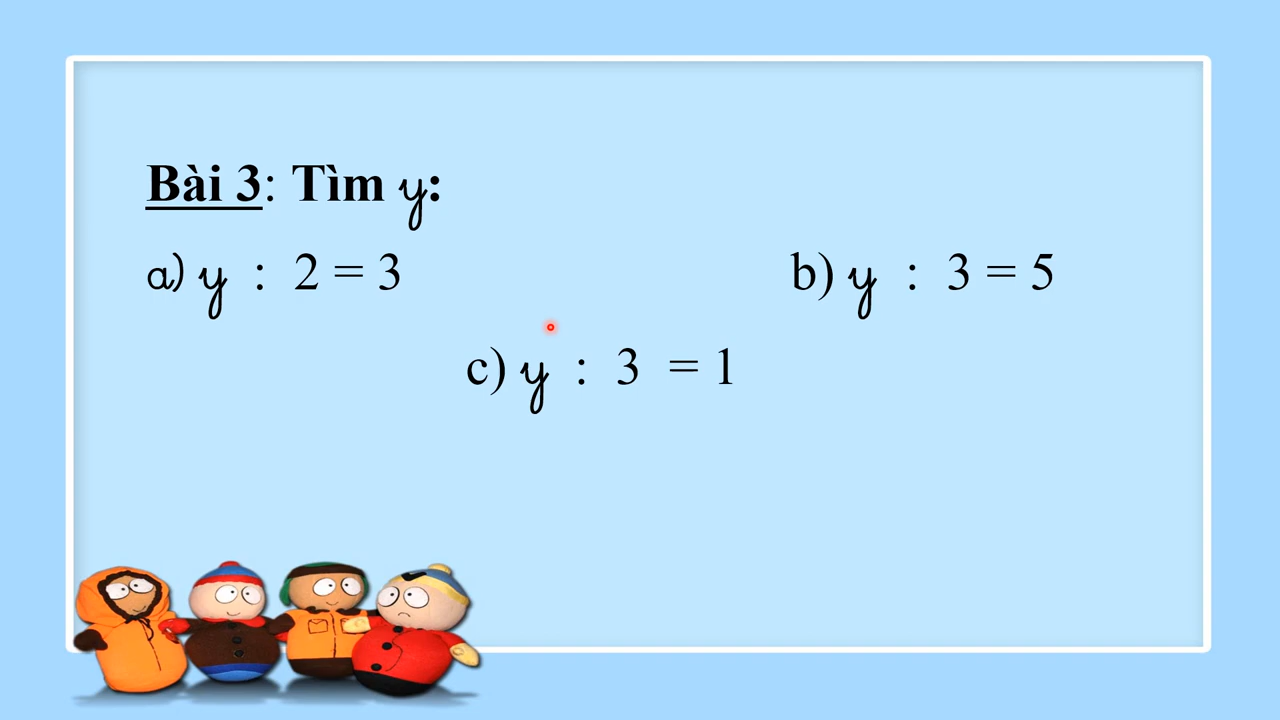 Bài 3: Tìm y:
a) y : 2 = 3 b) y : 3 = 5
c) y : 3 = 1